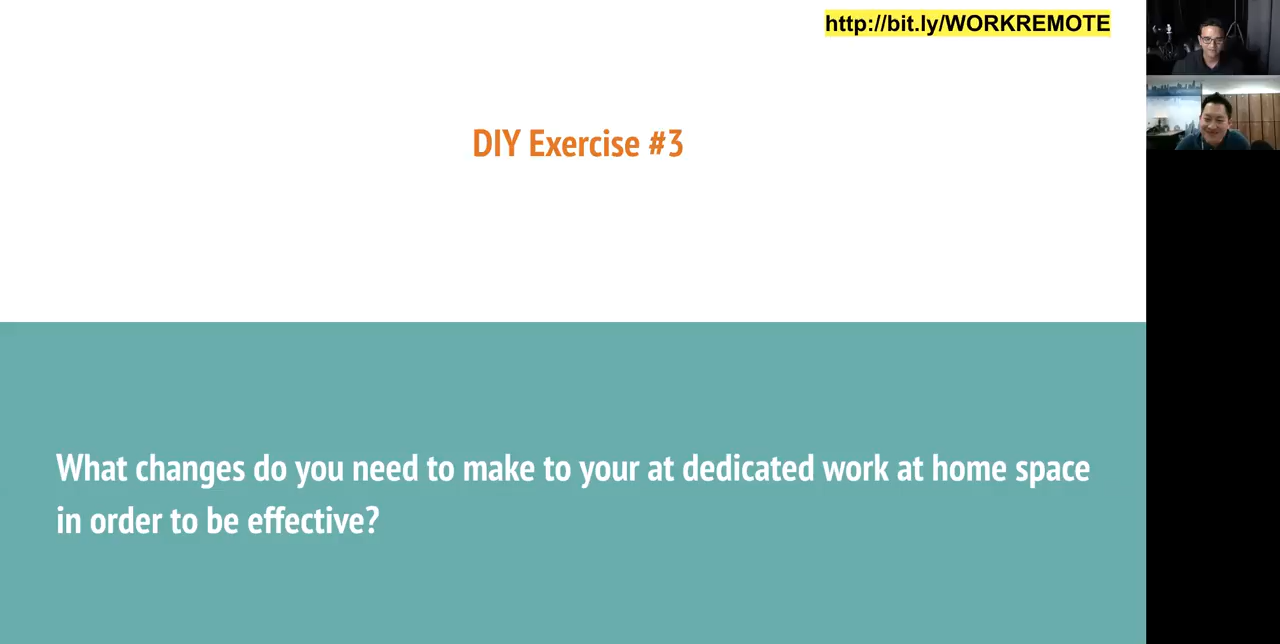 http://bit.ly/WORKREMOTE
DIY Exercise #3
What changes do you need to make to your at dedicated work at home space
in order to be effective?